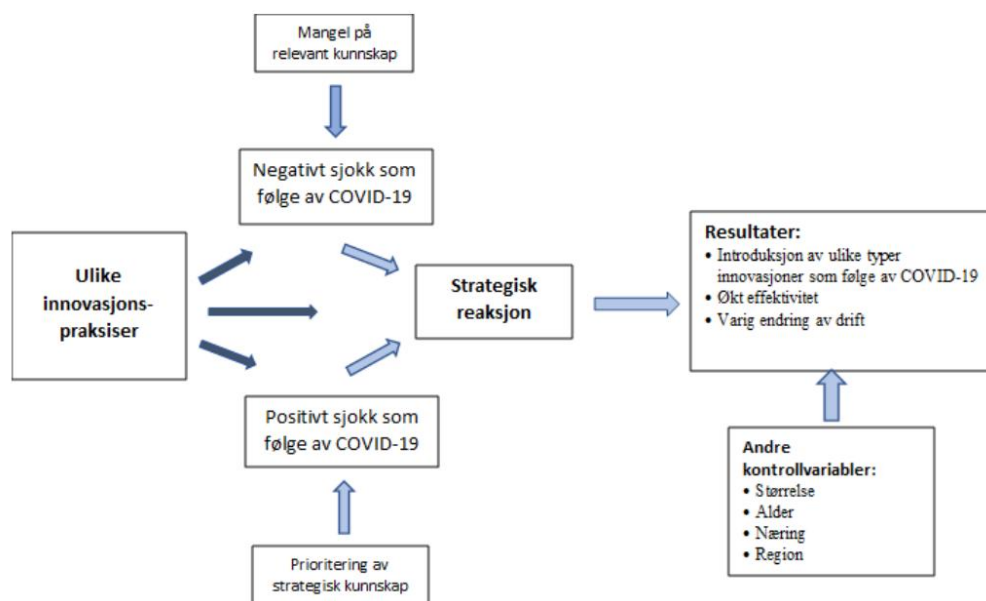 Mangel på
relevant kunnskap
Negativt sjokk som
følge av COVID-19
Ulike
innovasjons-
praksiser
Strategisk
reaksjon
Resultater:
• Introduksjon av ulike typer
innovasjoner som følge av COVID-19
• Økt effektivitet
• Varig endring av drift
Positivt sjokk som
følge av COVID-19
Andre
kontrollvariabler:
• Størrelse
• Alder
• Næring
• Region
Prioritering av
strategisk kunnskap